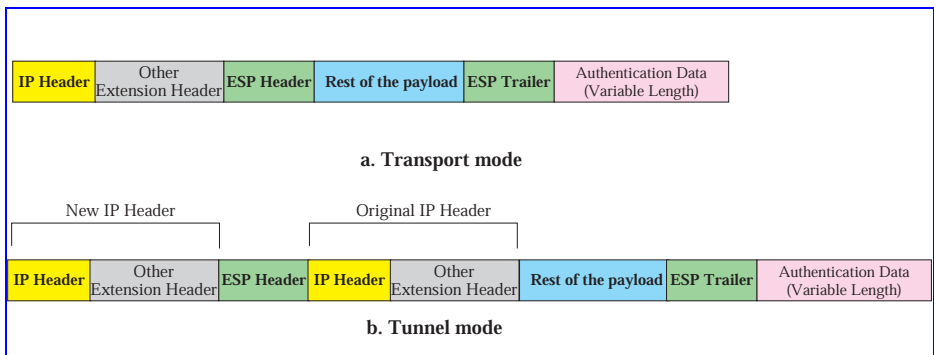 IP Header
Other
Extension Header
ESP Header
Rest of the payload
ESP Trailer
Authentication Data
(Variable Length)
a. Transport mode
New IP Header
Original IP Header
IP Header
Other
Extension Header
ESP Header
IP Header
Other
Extension Header
Rest of the payload
ESP Trailer
Authentication Data
(Variable Length)
b. Tunnel mode